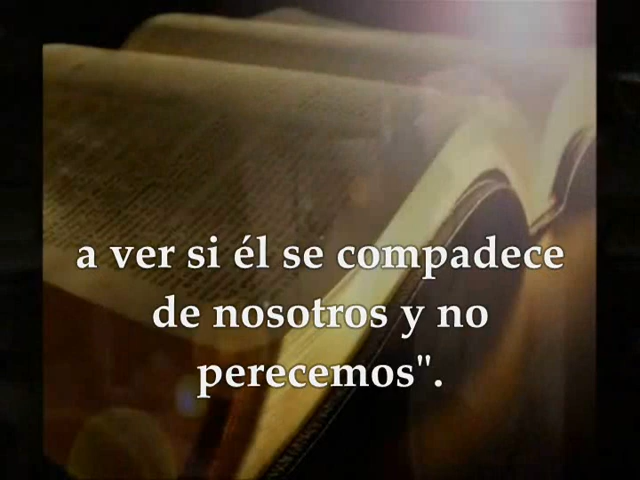 a ver si él se compadece
de nosotros y no
perecemos".